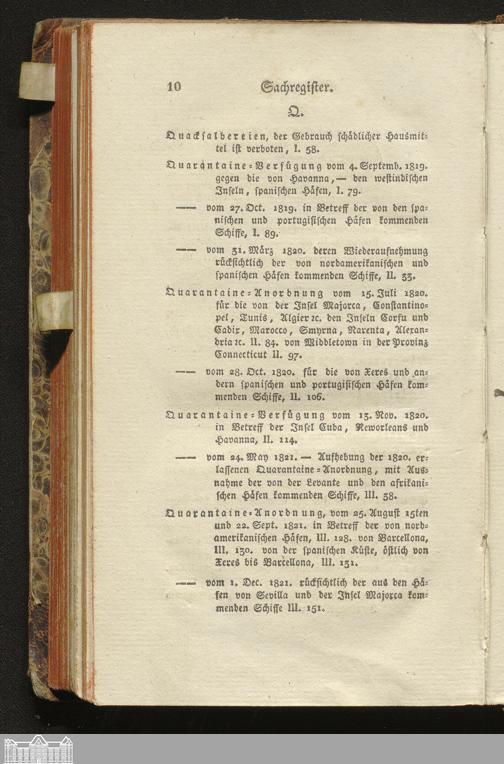 10 Sachregister.
Q.
Quacksalbereien, der Gebrauch schädlicher Hausmit-
tel ist verboten, I. 58.
Quarantaine-Verfügung vom 4. Septemb. 1819.
gegen die von Havanna, — den westindischen
Inseln, spanischen Häfen, I. 79.
—— vom 27. Oct. 1819. in Betreff der von den spa-
nischen und portugisischen Häfen kommenden
Schiffe, I. 89.
—— vom 31. März 1820. deren Wiederaufnehmung
rücksichtlich der von nordamerikanischen und
spanischen Häfen kommenden Schiffe, II. 53.
Quarantaine-Anordnung vom 15. Juli 1820.
für die von der Insel Majorca, Constantino-
pel, Tunis, Algier ꝛc. den Inseln Corfu und
Cadix, Marocco, Smyrna, Narenta, Alexan-
dria ꝛc. II. 84. von Middletown in der Provinz
Connecticut II. 97.
—— vom 28. Oct. 1820. für die von Xeres und an-
dern spanischen und portugisischen Häfen kom-
menden Schiffe, II. 106.
Quarantaine-Verfügung vom 13. Nov. 1820.
in Betreff der Insel Cuba, Neworleans und
Havanna, II. 114.
—— vom 24. May 1821. — Aufhebung der 1820. er-
lassenen Quarantaine-Anordnung, mit Aus-
nahme der von der Levante und den afrikani-
schen Häfen kommenden Schiffe, III. 58.
Quarantaine-Anordnung, vom 25. August 15ten
und 22. Sept. 1821. in Betreff der von nord-
amerikanischen Häfen, III. 128. von Barcellona,
III. 130. von der spanischen Küste, östlich von
Xeres bis Barcellona, III. 131.
—— vom 1. Dec. 1821. rücksichtlich der aus den Hä-
fen von Sevilla und der Insel Majorca kom-
menden Schiffe III. 151.